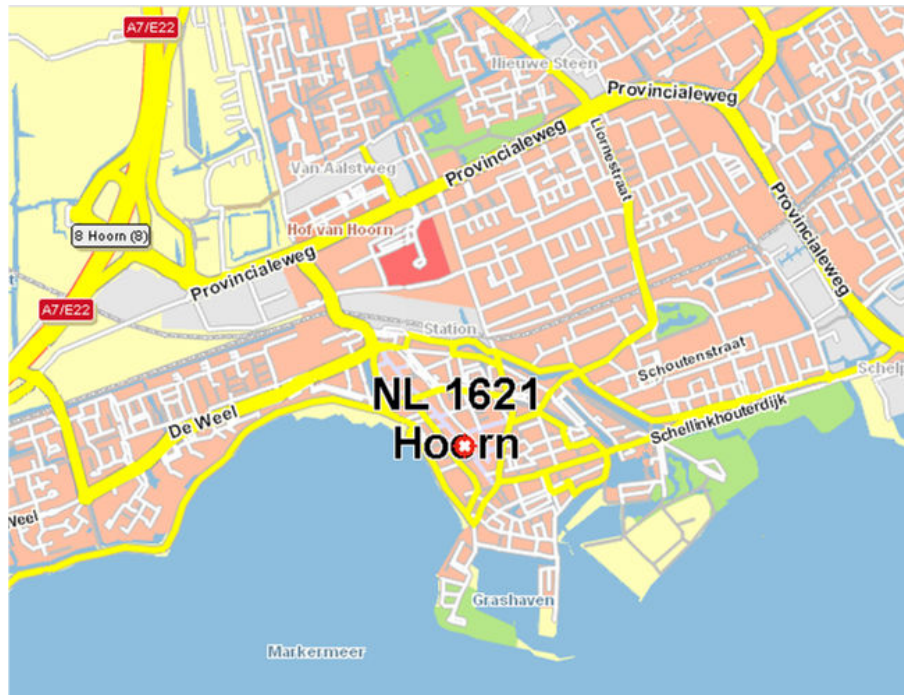 A7/E22
Nieuwe Steen
Provincialeweg
Liornestraat
Provincialeweg
Van Aalstweg
Provincialeweg
Hof van Hoorn
8 Hoorn (8)
Provincialeweg
A7/E22
Station
Schoutenstraat
Schelp
NL 1621
De Weel
Hoorn
Schellinkhouterdijk
Weel
Grashaven
Markermeer